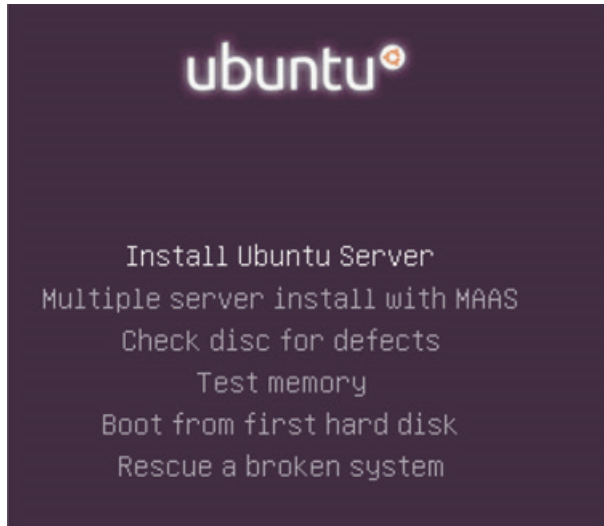 ubuntu
Install Ubuntu Server
Multiple server install with MAAS
Check disc for defects
Test memory
Boot from first hard disk
Rescue a broken system